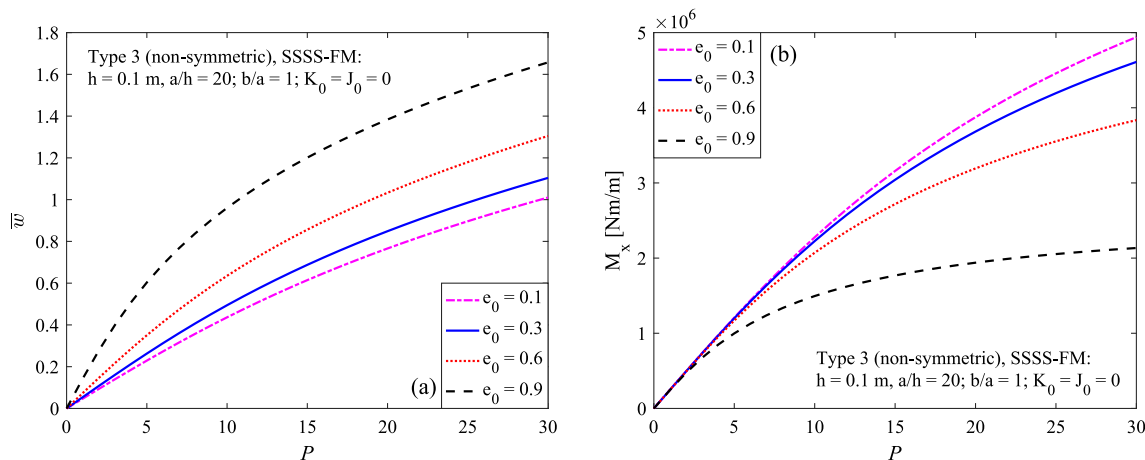 Type 3 (non-symmetric), SSSS-FM:
h = 0.1 m, a/h = 20; b/a = 1; K₀ = J₀ = 0
1.8
1.6
1.4
1.2
1
0.8
0.6
0.4
0.2
0
w̅
e₀ = 0.1
e₀ = 0.3
e₀ = 0.6
e₀ = 0.9
(a)
0 5 10 15 20 25 30
P
×10⁶
5
4
3
2
1
0
Mₓ [Nm/m]
e₀ = 0.1
e₀ = 0.3
e₀ = 0.6
e₀ = 0.9
(b)
Type 3 (non-symmetric), SSSS-FM:
h = 0.1 m, a/h = 20; b/a = 1; K₀ = J₀ = 0
0 5 10 15 20 25 30
P